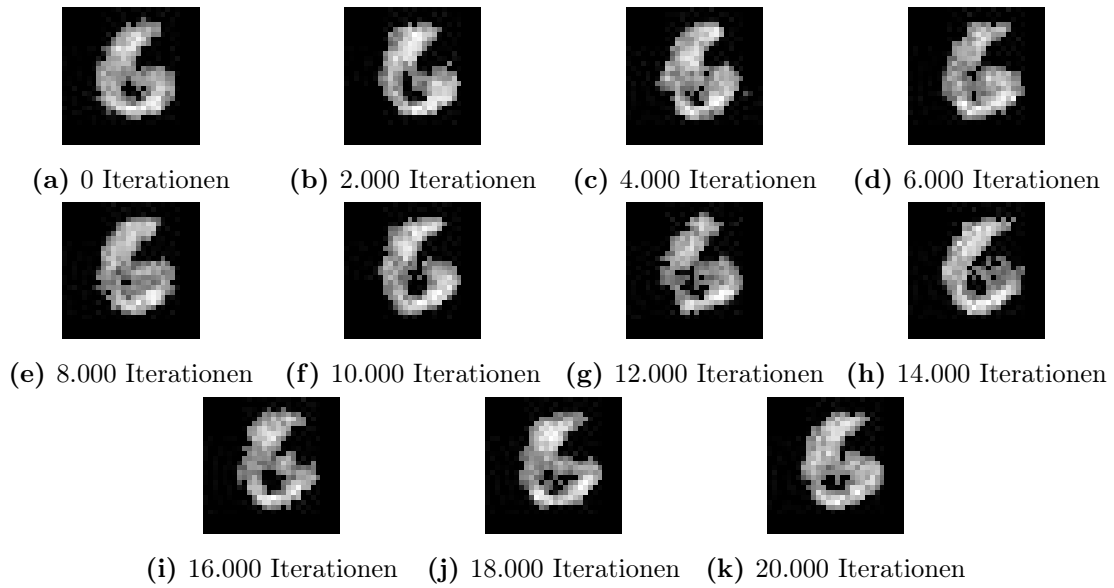 (a) 0 Iterationen (b) 2.000 Iterationen (c) 4.000 Iterationen (d) 6.000 Iterationen
(e) 8.000 Iterationen (f) 10.000 Iterationen (g) 12.000 Iterationen (h) 14.000 Iterationen
(i) 16.000 Iterationen (j) 18.000 Iterationen (k) 20.000 Iterationen